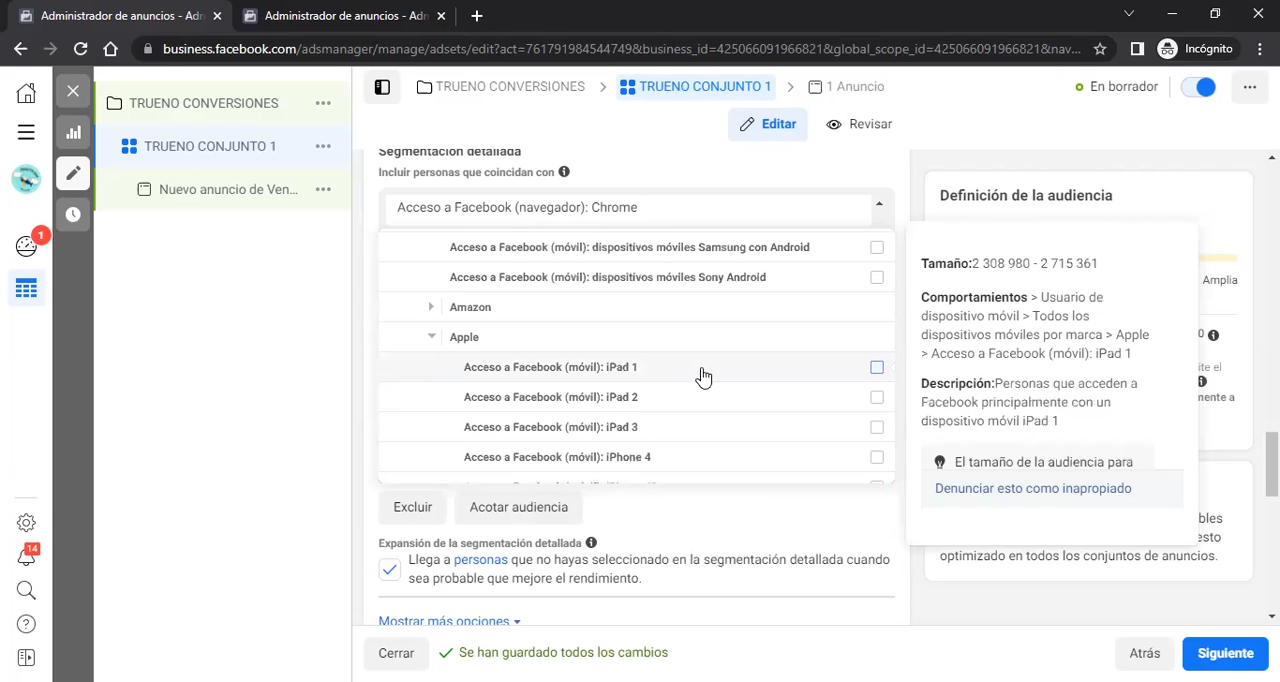 Administrador de anuncios - Adm
Administrador de anuncios - Adm
business.facebook.com/adsmanager/manage/adsets/edit?act=761791984544749&business_id=425066091966821&global_scope_id=425066091966821&nav...
Incógnito
TRUENO CONVERSIONES
TRUENO CONJUNTO 1
Nuevo anuncio de Ven...
1
14
TRUENO CONVERSIONES
TRUENO CONJUNTO 1
1 Anuncio
En borrador
Editar
Revisar
Segmentación detallada
Incluir personas que coincidan con
Acceso a Facebook (navegador): Chrome
Acceso a Facebook (móvil): dispositivos móviles Samsung con Android
Acceso a Facebook (móvil): dispositivos móviles Sony Android
Amazon
Apple
Acceso a Facebook (móvil): iPad 1
Acceso a Facebook (móvil): iPad 2
Acceso a Facebook (móvil): iPad 3
Acceso a Facebook (móvil): iPhone 4
Excluir
Acotar audiencia
Expansión de la segmentación detallada
Llega a personas que no hayas seleccionado en la segmentación detallada cuando
sea probable que mejore el rendimiento.
Mostrar más opciones
Definición de la audiencia
Amplia
Tamaño:2 308 980 - 2 715 361
Comportamientos > Usuario de
dispositivo móvil > Todos los
dispositivos móviles por marca > Apple
> Acceso a Facebook (móvil): iPad 1
Descripción:Personas que acceden a
Facebook principalmente con un
dispositivo móvil iPad 1
El tamaño de la audiencia para
Denunciar esto como inapropiado
0
ite el
mente a
bles
esto
optimizado en todos los conjuntos de anuncios.
Cerrar
Se han guardado todos los cambios
Atrás
Siguiente